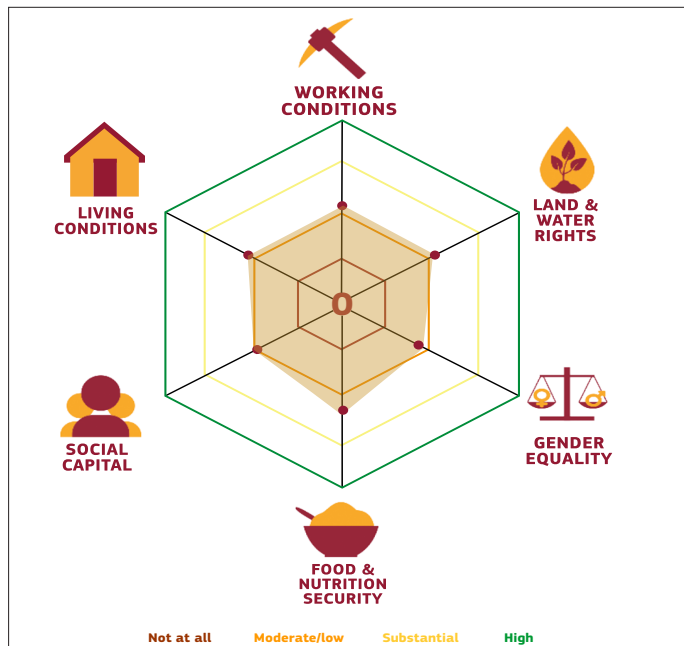 WORKING
CONDITIONS
LIVING
CONDITIONS
LAND &
WATER
RIGHTS
0
SOCIAL
CAPITAL
GENDER
EQUALITY
FOOD &
NUTRITION
SECURITY
Not at all Moderate/low Substantial High